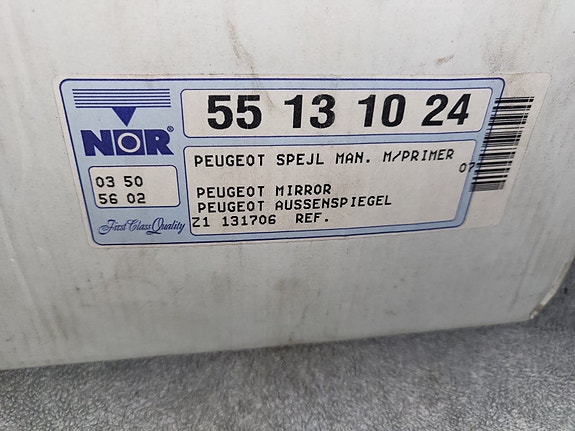 55 13 10 24
NOR®
PEUGEOT SPEJL MAN. M/PRIMER
07
03 50
56 02
PEUGEOT MIRROR
PEUGEOT AUSSENSPIEGEL
First Class Quality
Z1 131706 REF.